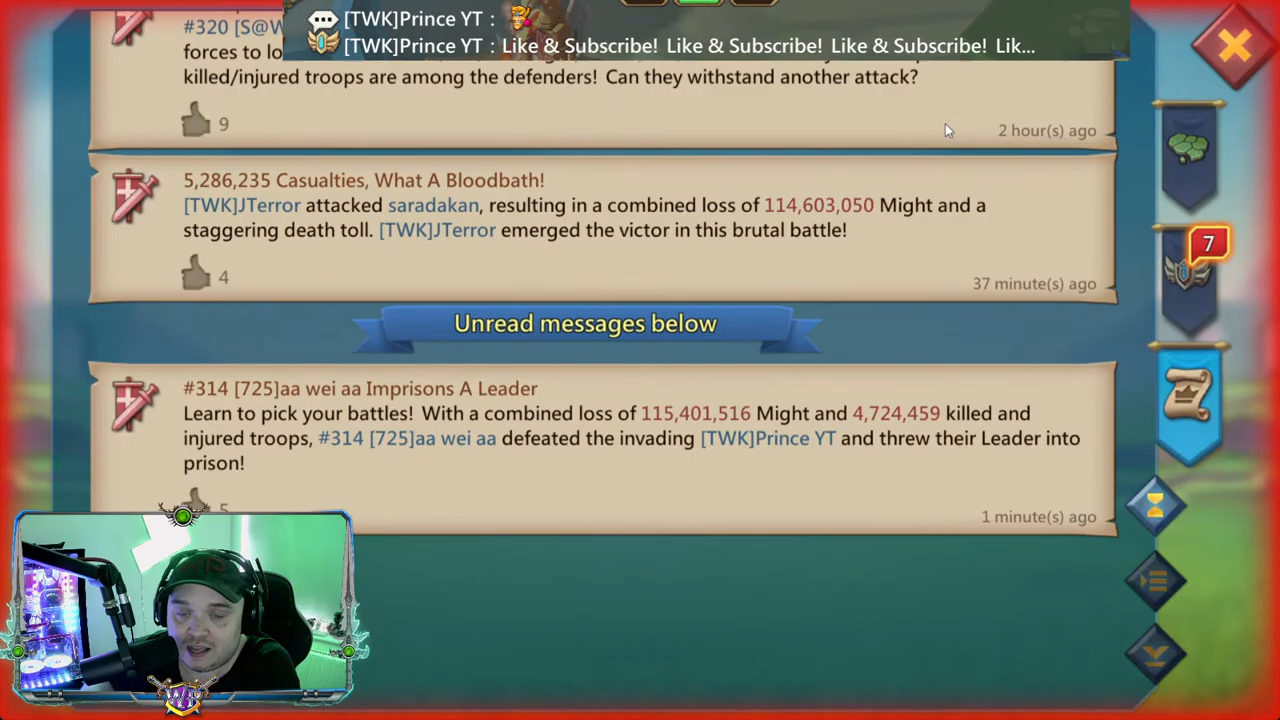 [TWK]Prince YT :
[TWK]Prince YT : Like & Subscribe! Like & Subscribe! Like & Subscribe! Lik...
#320 [S@W
forces to lo
killed/injured troops are among the defenders! Can they withstand another attack?
9
2 hour(s) ago
5,286,235 Casualties, What A Bloodbath!
[TWK]JTerror attacked saradakan, resulting in a combined loss of 114,603,050 Might and a
staggering death toll. [TWK]JTerror emerged the victor in this brutal battle!
4
37 minute(s) ago
7
Unread messages below
#314 [725]aa wei aa Imprisons A Leader
Learn to pick your battles! With a combined loss of 115,401,516 Might and 4,724,459 killed and
injured troops, #314 [725]aa wei aa defeated the invading [TWK]Prince YT and threw their Leader into
prison!
5
1 minute(s) ago